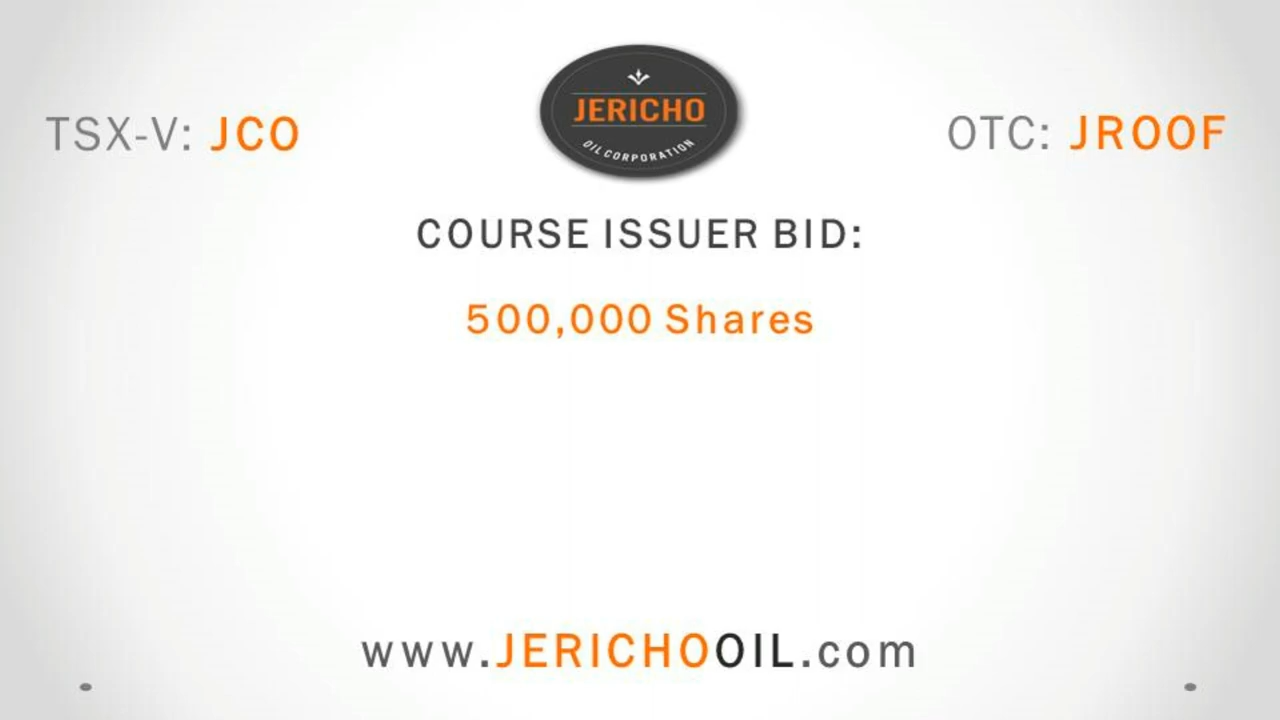 TSX-V: JCO
JERICHO
OIL CORPORATION
OTC: JROOF
COURSE ISSUER BID:
500,000 Shares
www.JERICHOOIL.com